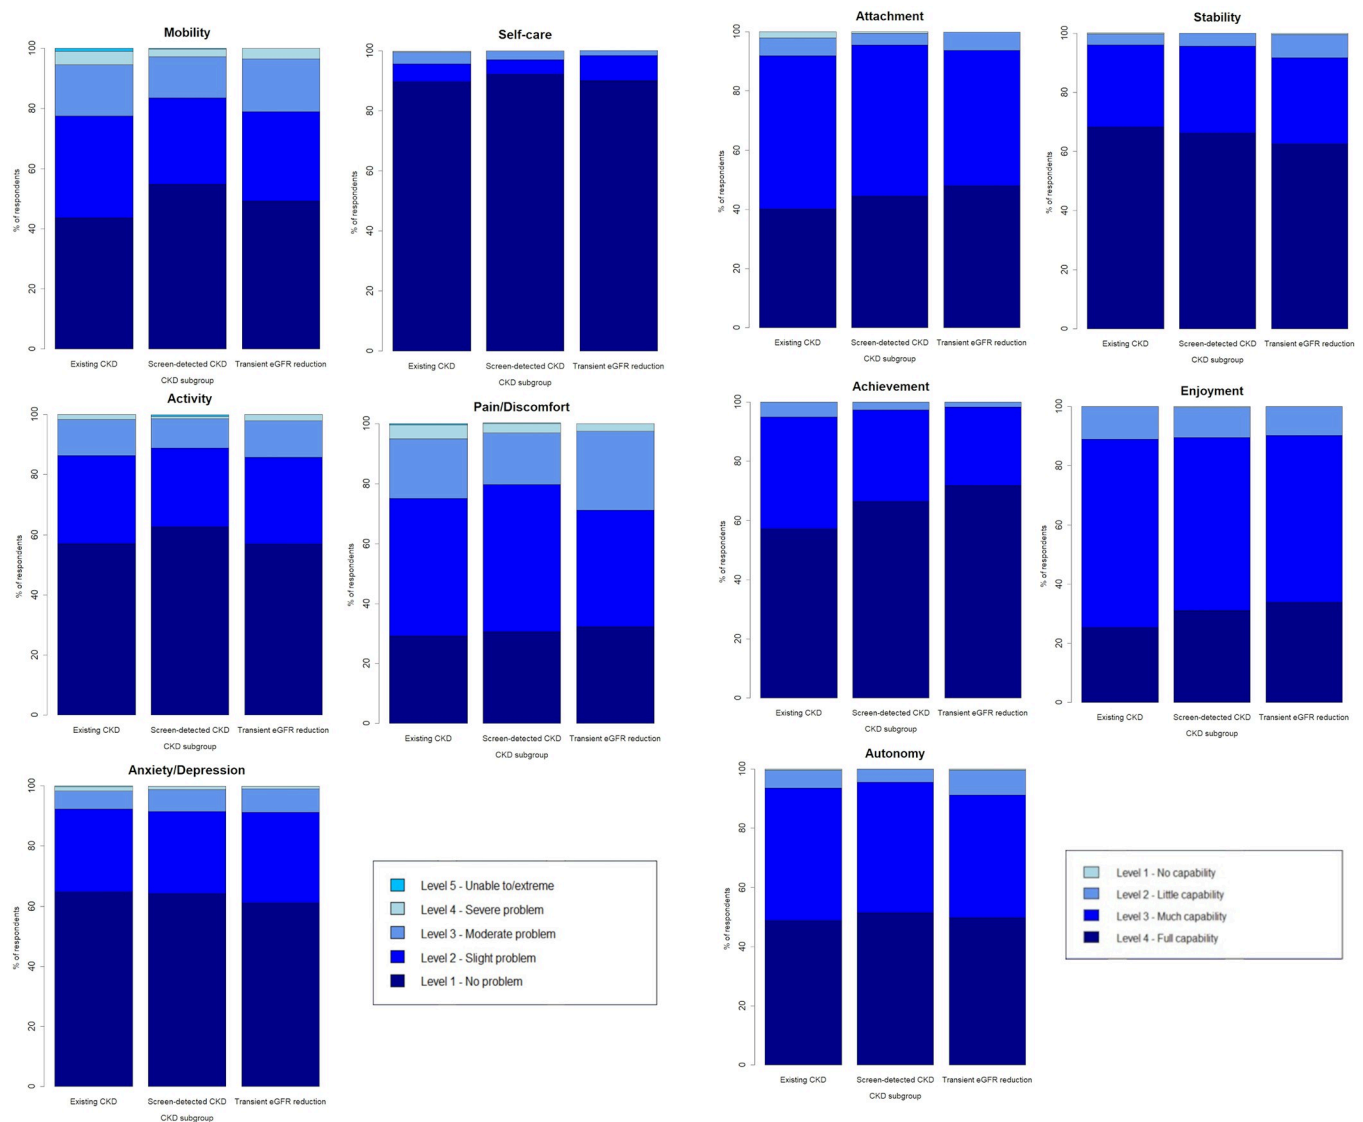 Mobility
% of respondents
0
20
40
60
80
100
Existing CKD
Screen-detected CKD
Transient eGFR reduction
CKD subgroup
Self-care
% of respondents
0
20
40
60
80
100
Existing CKD
Screen-detected CKD
Transient eGFR reduction
CKD subgroup
Activity
% of respondents
0
20
40
60
80
100
Existing CKD
Screen-detected CKD
Transient eGFR reduction
CKD subgroup
Pain/Discomfort
% of respondents
0
20
40
60
80
100
Existing CKD
Screen-detected CKD
Transient eGFR reduction
CKD subgroup
Anxiety/Depression
% of respondents
0
20
40
60
80
100
Existing CKD
Screen-detected CKD
Transient eGFR reduction
CKD subgroup
Level 5 - Unable to/extreme
Level 4 - Severe problem
Level 3 - Moderate problem
Level 2 - Slight problem
Level 1 - No problem
Attachment
% of respondents
0
20
40
60
80
100
Existing CKD
Screen-detected CKD
Transient eGFR reduction
CKD subgroup
Stability
% of respondents
0
20
40
60
80
100
Existing CKD
Screen-detected CKD
Transient eGFR reduction
CKD subgroup
Achievement
% of respondents
0
20
40
60
80
100
Existing CKD
Screen-detected CKD
Transient eGFR reduction
CKD subgroup
Enjoyment
% of respondents
0
20
40
60
80
100
Existing CKD
Screen-detected CKD
Transient eGFR reduction
CKD subgroup
Autonomy
% of respondents
0
20
40
60
80
100
Existing CKD
Screen-detected CKD
Transient eGFR reduction
CKD subgroup
Level 1 - No capability
Level 2 - Little capability
Level 3 - Much capability
Level 4 - Full capability